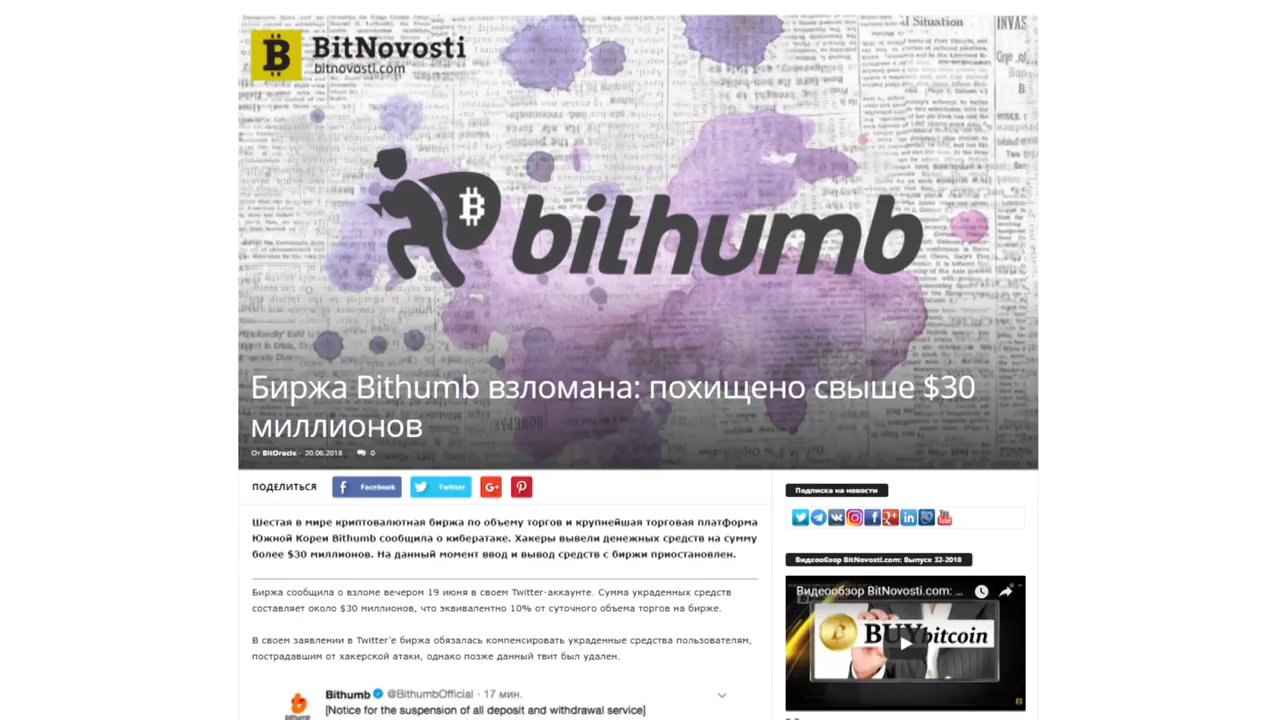 BitNovosti
bitnovosti.com
bithumb
Биржа Bithumb взломана: похищено свыше $30
миллионов
От BitOracle - 20.06.2018 0
ПОДЕЛИТЬСЯ Facebook Twitter
Шестая в мире криптовалютная биржа по объему торгов и крупнейшая торговая платформа
Южной Кореи Bithumb сообщила о кибератаке. Хакеры вывели денежных средств на сумму
более $30 миллионов. На данный момент ввод и вывод средств с биржи приостановлен.
Биржа сообщила о взломе вечером 19 июня в своем Twitter-аккаунте. Сумма украденных средств
составляет около $30 миллионов, что эквивалентно 10% от суточного объема торгов на бирже.
В своем заявлении в Twitter’е биржа обязалась компенсировать украденные средства пользователям,
пострадавшим от хакерской атаки, однако позже данный твит был удален.
Bithumb @BithumbOfficial · 17 мин.
[Notice for the suspension of all deposit and withdrawal service]
Подписка на новости
Видеообзор BitNovosti.com: Выпуск 32-2018
Видеообзор BitNovosti.com: ...
BUYbitcoin